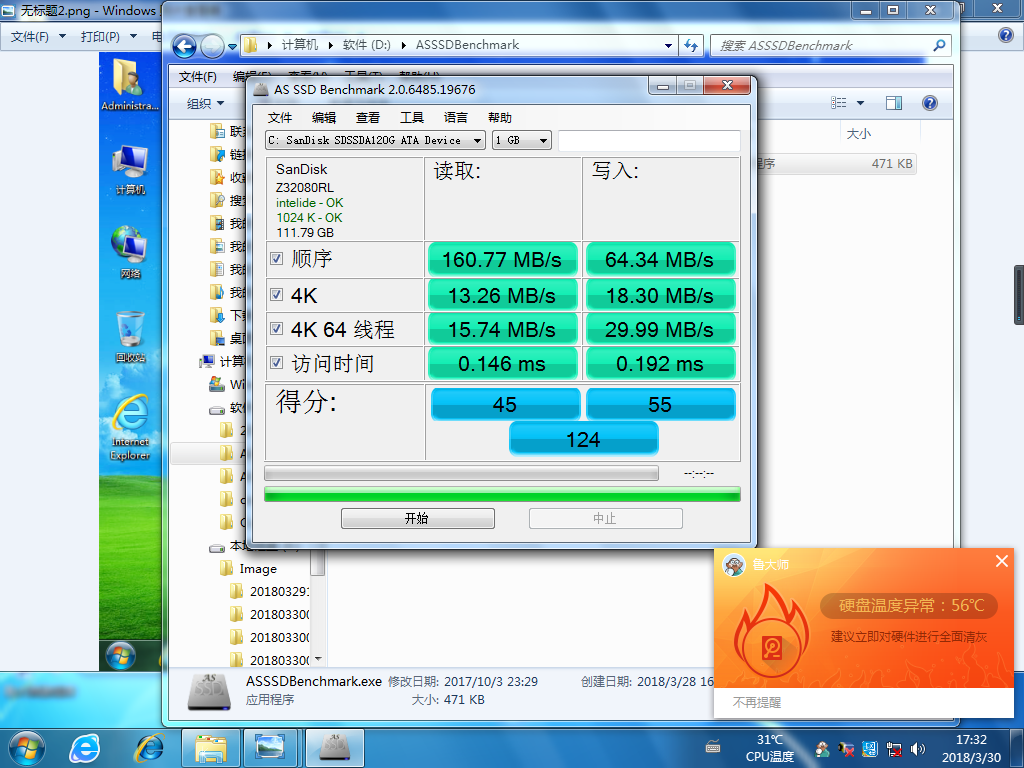 无标题2.png - Windows
文件(F) 打印(P) 电
计算机 软件 (D:) ASSSDBenchmark
搜索 ASSSDBenchmark
文件(F) 编辑(E) 查看(V) 工具(T) 帮助(H)
组织
大小
程序 471 KB
Administra...
计算机
网络
回收站
Internet
Explorer
联
链
收
搜
我的
我的
我的
我的
下
桌
计算
Wi
软
2
A
A
c
Image
20180329
20180330
20180330
20180330
AS SSD Benchmark 2.0.6485.19676
文件 编辑 查看 工具 语言 帮助
C: SanDisk SDSSDA120G ATA Device 1 GB
SanDisk
Z32080RL
intelide - OK
1024 K - OK
111.79 GB
读取: 写入:
顺序 160.77 MB/s 64.34 MB/s
4K 13.26 MB/s 18.30 MB/s
4K 64 线程 15.74 MB/s 29.99 MB/s
访问时间 0.146 ms 0.192 ms
得分: 45 55
124
--:--:--
开始 中止
鲁大师
硬盘温度异常：56℃
建议立即对硬件进行全面清灰
不再提醒
ASSSDBenchmark.exe 修改日期: 2017/10/3 23:29 创建日期: 2018/3/28 16
应用程序 大小: 471 KB
31℃
CPU温度
17:32
2018/3/30